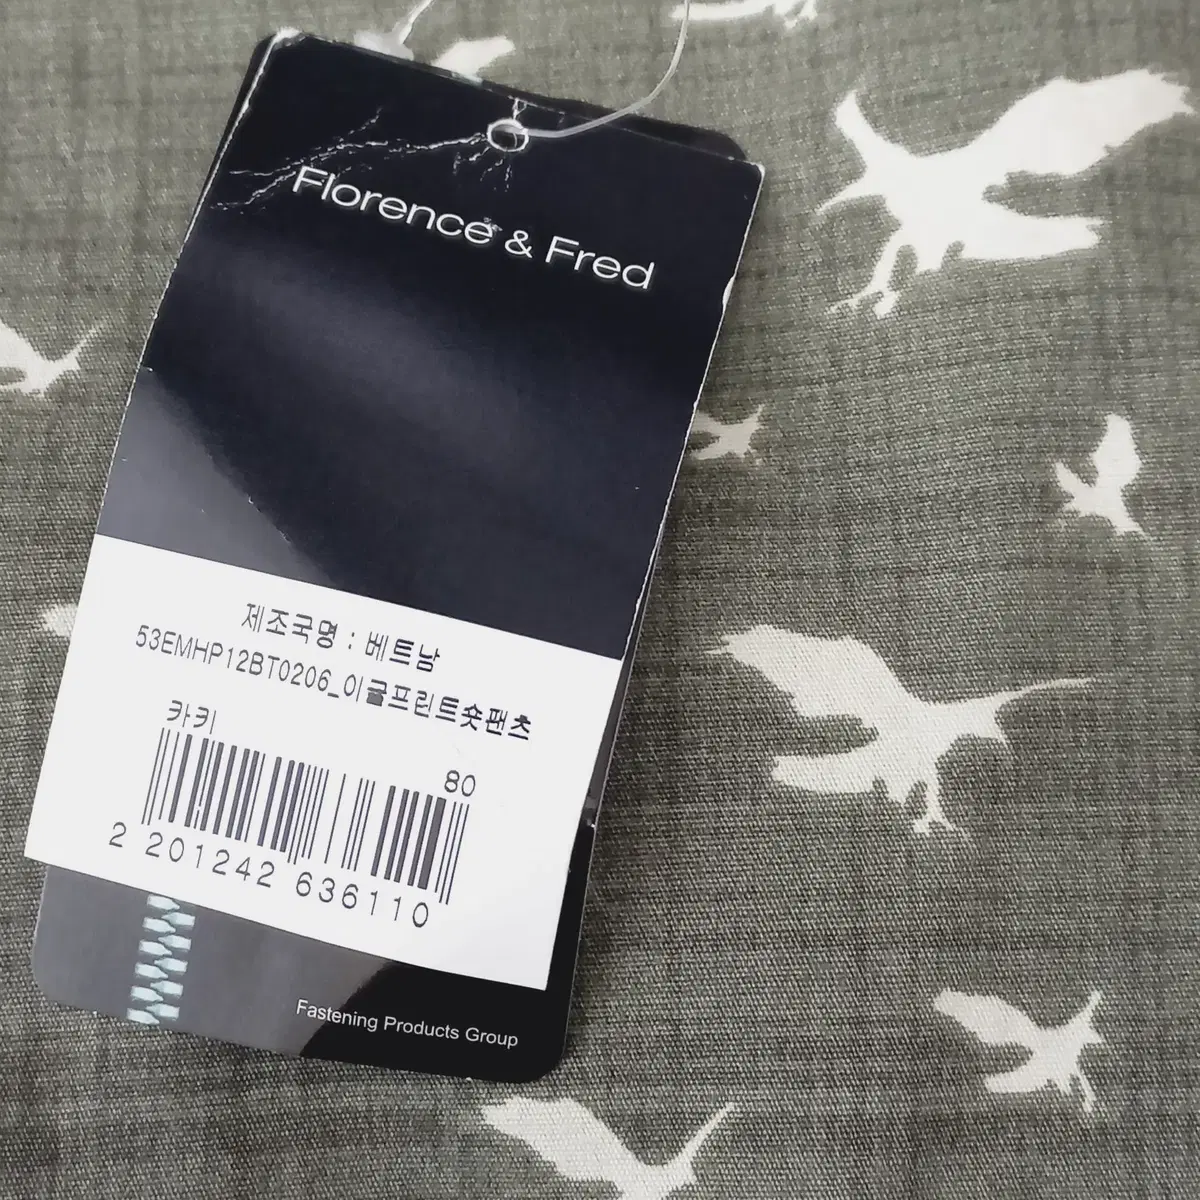 Florence & Fred
제조국명 : 베트남
53EMHP12BT0206_이글프린트숏팬츠
카키
80
2 201242 636110
Fastening Products Group